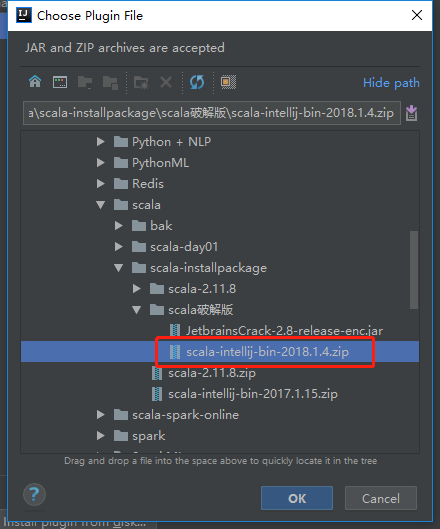 Choose Plugin File
JAR and ZIP archives are accepted
Hide path
a\scala-installpackage\scala破解版\scala-intellij-bin-2018.1.4.zip
Python + NLP
PythonML
Redis
scala
bak
scala-day01
scala-installpackage
scala-2.11.8
scala破解版
JetbrainsCrack-2.8-release-enc.jar
scala-intellij-bin-2018.1.4.zip
scala-2.11.8.zip
scala-intellij-bin-2017.1.15.zip
scala-spark-online
spark
Drag and drop a file into the space above to quickly locate it in the tree
?
OK
Cancel
Install plugin from disk...